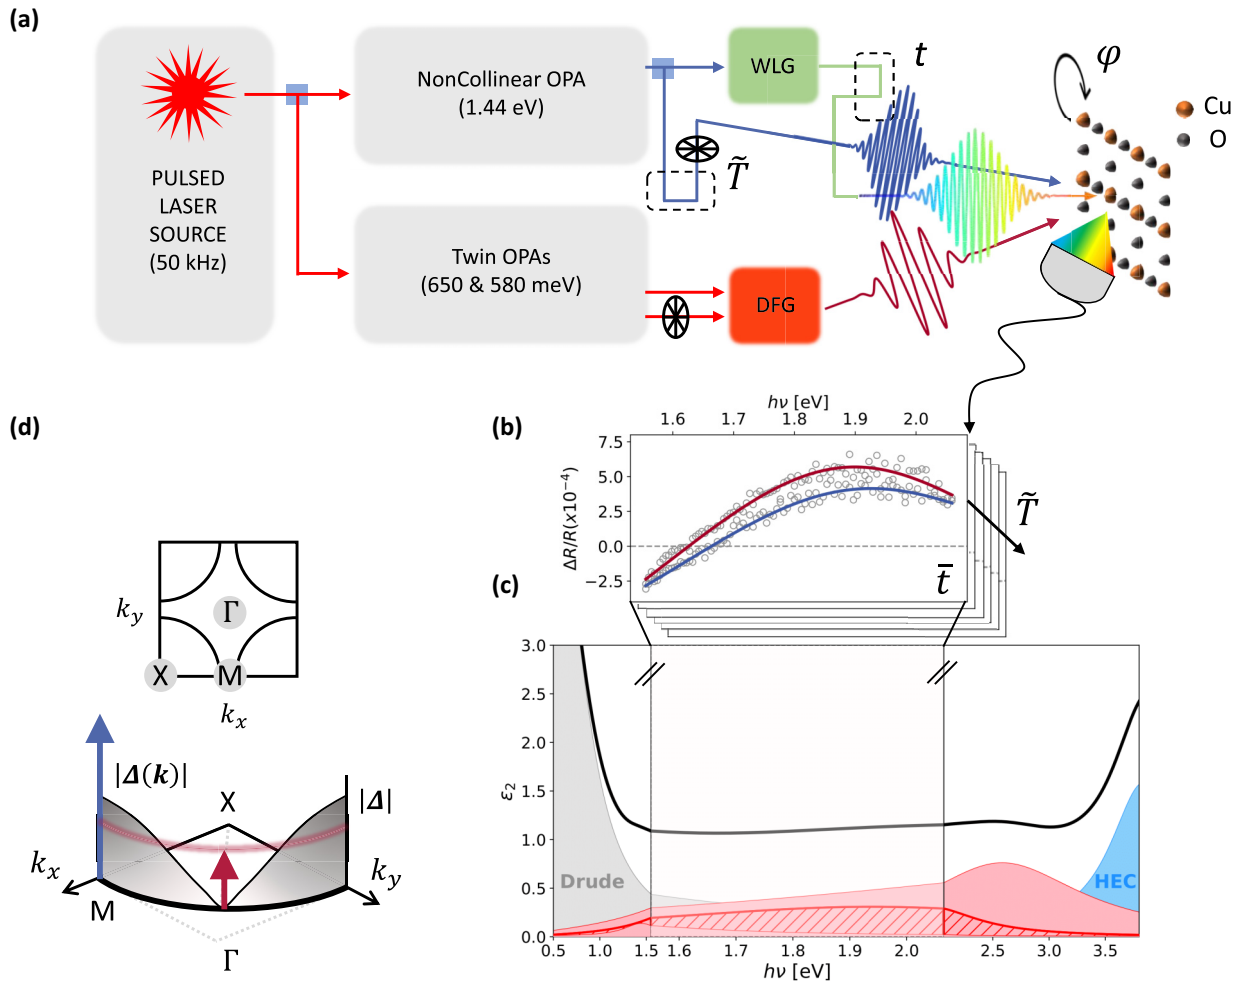 (a)
PULSED
LASER
SOURCE
(50 kHz)
NonCollinear OPA
(1.44 eV)
Twin OPAs
(650 & 580 meV)
WLG
DFG
T̃
t
φ
Cu
O
(b)
hν [eV]
1.6 1.7 1.8 1.9 2.0
ΔR/R(x10⁻⁴)
7.5
5.0
2.5
0.0
−2.5
t̅
T̃
(c)
ε₂
3.0
2.5
2.0
1.5
1.0
0.5
0.0
Drude
HEC
0.5 1.0 1.5 1.6 1.7 1.8 1.9 2.0 2.5 3.0 3.5
hν [eV]
(d)
k_y
Γ
X
M
k_x
|Δ(k)|
X
|Δ|
k_x
k_y
M
Γ